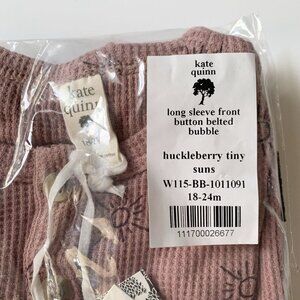 kate
quinn
kate
quinn
long sleeve front
button belted
bubble
huckleberry tiny
suns
W115-BB-1011091
18-24m
111700026677